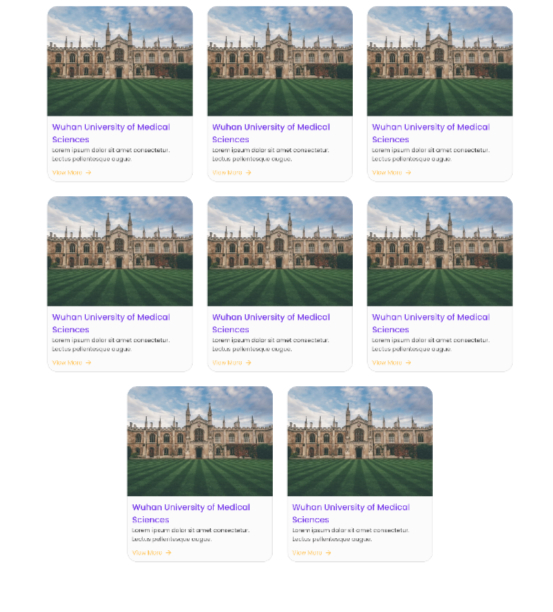 Wuhan University of Medical
Sciences
Lorem ipsum dolor sit amet consectetur.
Lectus pellentesque augue.
View More →
Wuhan University of Medical
Sciences
Lorem ipsum dolor sit amet consectetur.
Lectus pellentesque augue.
View More →
Wuhan University of Medical
Sciences
Lorem ipsum dolor sit amet consectetur.
Lectus pellentesque augue.
View More →
Wuhan University of Medical
Sciences
Lorem ipsum dolor sit amet consectetur.
Lectus pellentesque augue.
View More →
Wuhan University of Medical
Sciences
Lorem ipsum dolor sit amet consectetur.
Lectus pellentesque augue.
View More →
Wuhan University of Medical
Sciences
Lorem ipsum dolor sit amet consectetur.
Lectus pellentesque augue.
View More →
Wuhan University of Medical
Sciences
Lorem ipsum dolor sit amet consectetur.
Lectus pellentesque augue.
View More →
Wuhan University of Medical
Sciences
Lorem ipsum dolor sit amet consectetur.
Lectus pellentesque augue.
View More →